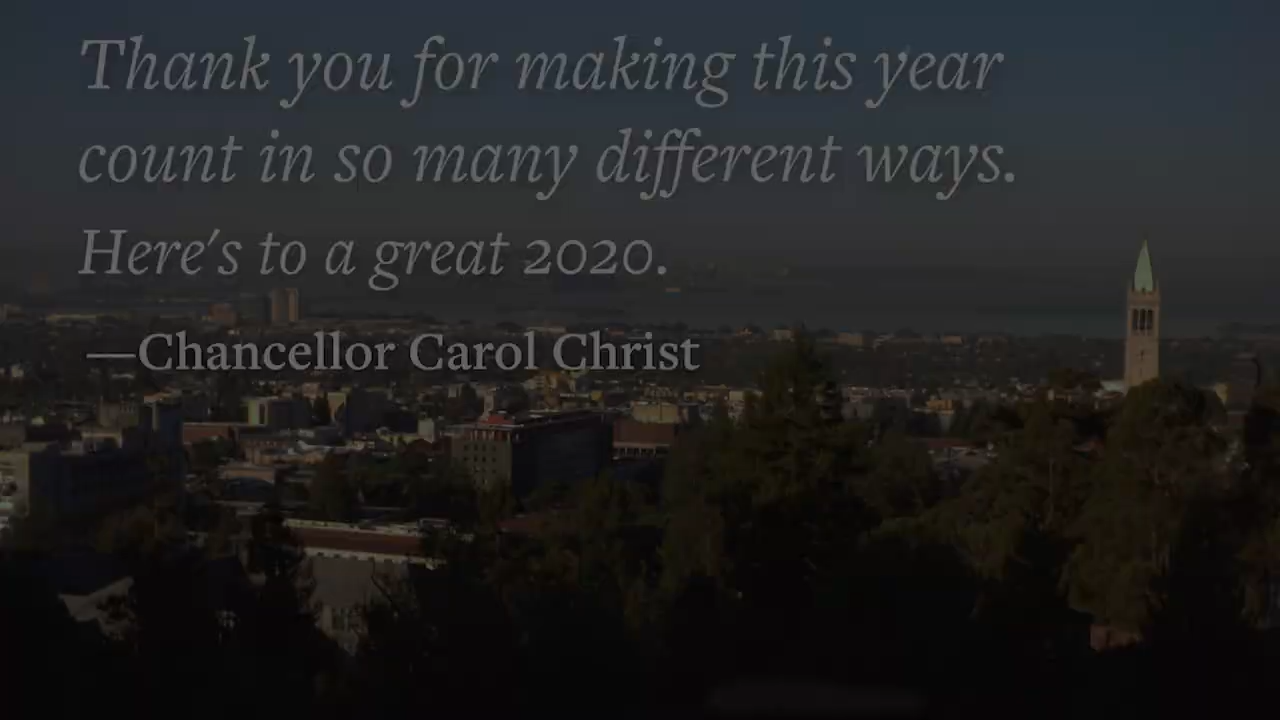 Thank you for making this year
count in so many different ways.
Here's to a great 2020.
—Chancellor Carol Christ